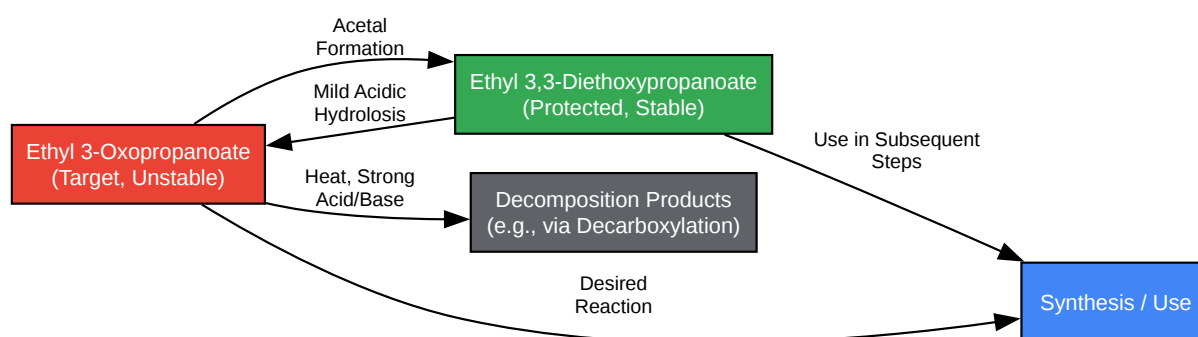 Acetal
Formation
Ethyl 3,3-Diethoxypropanoate
(Protected, Stable)
Mild Acidic
Hydrolosis
Use in Subsequent
Steps
Ethyl 3-Oxopropanoate
(Target, Unstable)
Heat, Strong
Acid/Base
Decomposition Products
(e.g., via Decarboxylation)
Desired
Reaction
Synthesis / Use